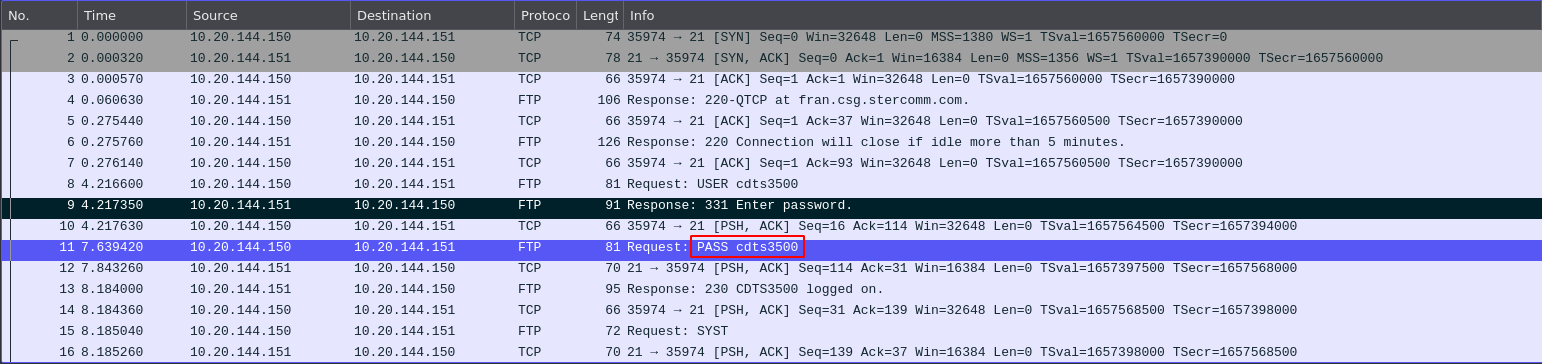 No. Time Source Destination Protoco Lengt Info
1 0.000000 10.20.144.150 10.20.144.151 TCP 74 35974 → 21 [SYN] Seq=0 Win=32648 Len=0 MSS=1380 WS=1 TSval=1657560000 TSecr=0
2 0.000320 10.20.144.151 10.20.144.150 TCP 78 21 → 35974 [SYN, ACK] Seq=0 Ack=1 Win=16384 Len=0 MSS=1356 WS=1 TSval=1657390000 TSecr=1657560000
3 0.000570 10.20.144.150 10.20.144.151 TCP 66 35974 → 21 [ACK] Seq=1 Ack=1 Win=32648 Len=0 TSval=1657560000 TSecr=1657390000
4 0.060630 10.20.144.151 10.20.144.150 FTP 106 Response: 220-QTCP at fran.csg.stercomm.com.
5 0.275440 10.20.144.150 10.20.144.151 TCP 66 35974 → 21 [ACK] Seq=1 Ack=37 Win=32648 Len=0 TSval=1657560500 TSecr=1657390000
6 0.275760 10.20.144.151 10.20.144.150 FTP 126 Response: 220 Connection will close if idle more than 5 minutes.
7 0.276140 10.20.144.150 10.20.144.151 TCP 66 35974 → 21 [ACK] Seq=1 Ack=93 Win=32648 Len=0 TSval=1657560500 TSecr=1657390000
8 4.216600 10.20.144.150 10.20.144.151 FTP 81 Request: USER cdts3500
9 4.217350 10.20.144.151 10.20.144.150 FTP 91 Response: 331 Enter password.
10 4.217630 10.20.144.150 10.20.144.151 TCP 66 35974 → 21 [PSH, ACK] Seq=16 Ack=114 Win=32648 Len=0 TSval=1657564500 TSecr=1657394000
11 7.639420 10.20.144.150 10.20.144.151 FTP 81 Request: PASS cdts3500
12 7.843260 10.20.144.151 10.20.144.150 TCP 70 21 → 35974 [PSH, ACK] Seq=114 Ack=31 Win=16384 Len=0 TSval=1657397500 TSecr=1657568000
13 8.184000 10.20.144.151 10.20.144.150 FTP 95 Response: 230 CDTS3500 logged on.
14 8.184360 10.20.144.150 10.20.144.151 TCP 66 35974 → 21 [PSH, ACK] Seq=31 Ack=139 Win=32648 Len=0 TSval=1657568500 TSecr=1657398000
15 8.185040 10.20.144.150 10.20.144.151 FTP 72 Request: SYST
16 8.185260 10.20.144.151 10.20.144.150 TCP 70 21 → 35974 [PSH, ACK] Seq=139 Ack=37 Win=16384 Len=0 TSval=1657398000 TSecr=1657568500